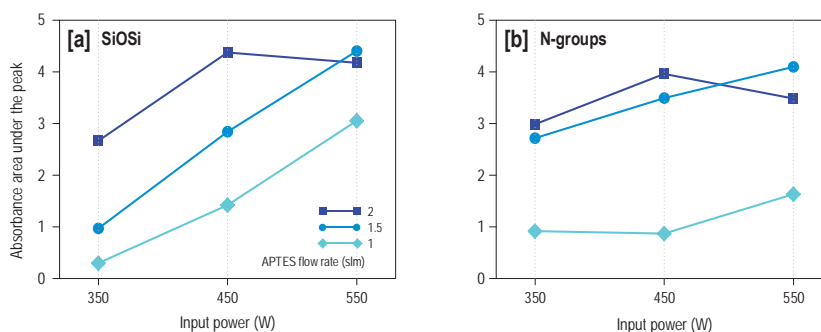 [a] SiOSi
Absorbance area under the peak
5
4
3
2
1
0
2
1.5
1
APTES flow rate (slm)
350 450 550
Input power (W)
[b] N-groups
5
4
3
2
1
0
350 450 550
Input power (W)